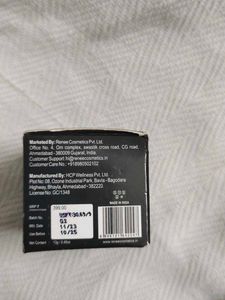 Marketed By: Renee Cosmetics Pvt. Ltd.
Office No. 4, Om complex, swastik cross road, CG road,
Ahmedabad - 380009 Gujarat, India.
Customer Support hi@reneecosmetics.in
Customer Care : +918980502102
Manufactured By: HCP Wellness Pvt. Ltd.
Plot No: 08, Ozone Industrial Park, Bavla - Bagodara
Highway, Bhayla, Ahmedabad-382220.
License No: GC/1348
MRP ₹
399.00
Batch No.
Mfd.
11/23
Use Before
10/25
Net Content
MADE IN INDIA
www.reneecosmetics.in